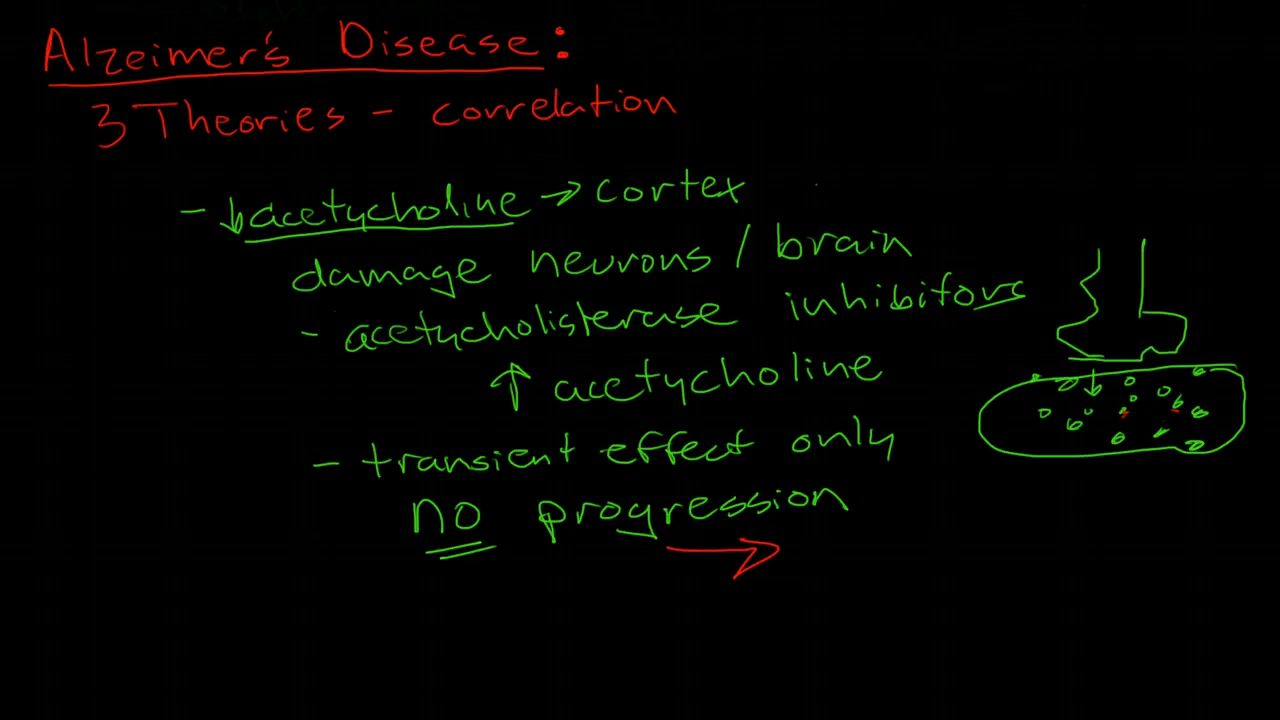 Alzeimer's Disease:
3 Theories - correlation
- ↓acetycholine → cortex
damage neurons / brain
- acetycholisterase inhibitors
↑ acetycholine
- transient effect only
no progression